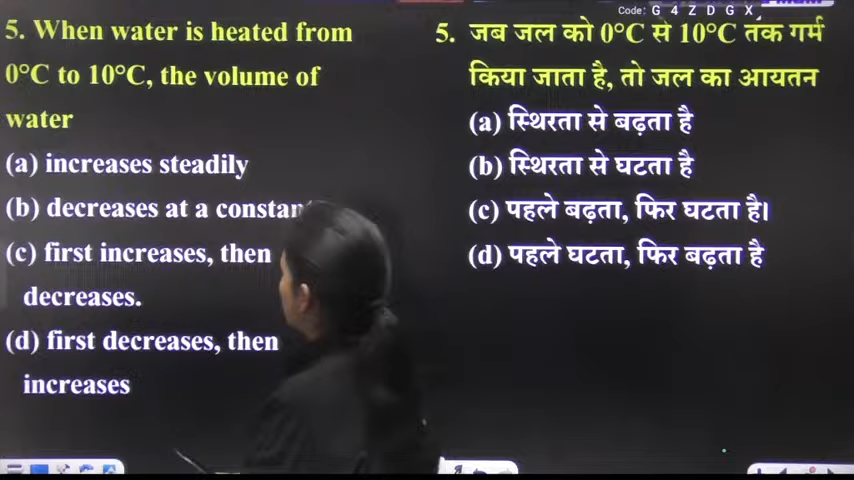 Code: G 4 Z D G X
5. When water is heated from
0°C to 10°C, the volume of
water
(a) increases steadily
(b) decreases at a
(c) first increases, then
decreases.
(d) first decreases, then
increases
5. जब जल को 0°C से 10°C तक गर्म
किया जाता है, तो जल का आयतन
(a) स्थिरता से बढ़ता है
(b) स्थिरता से घटता है
(c) पहले बढ़ता, फिर घटता है।
(d) पहले घटता, फिर बढ़ता है